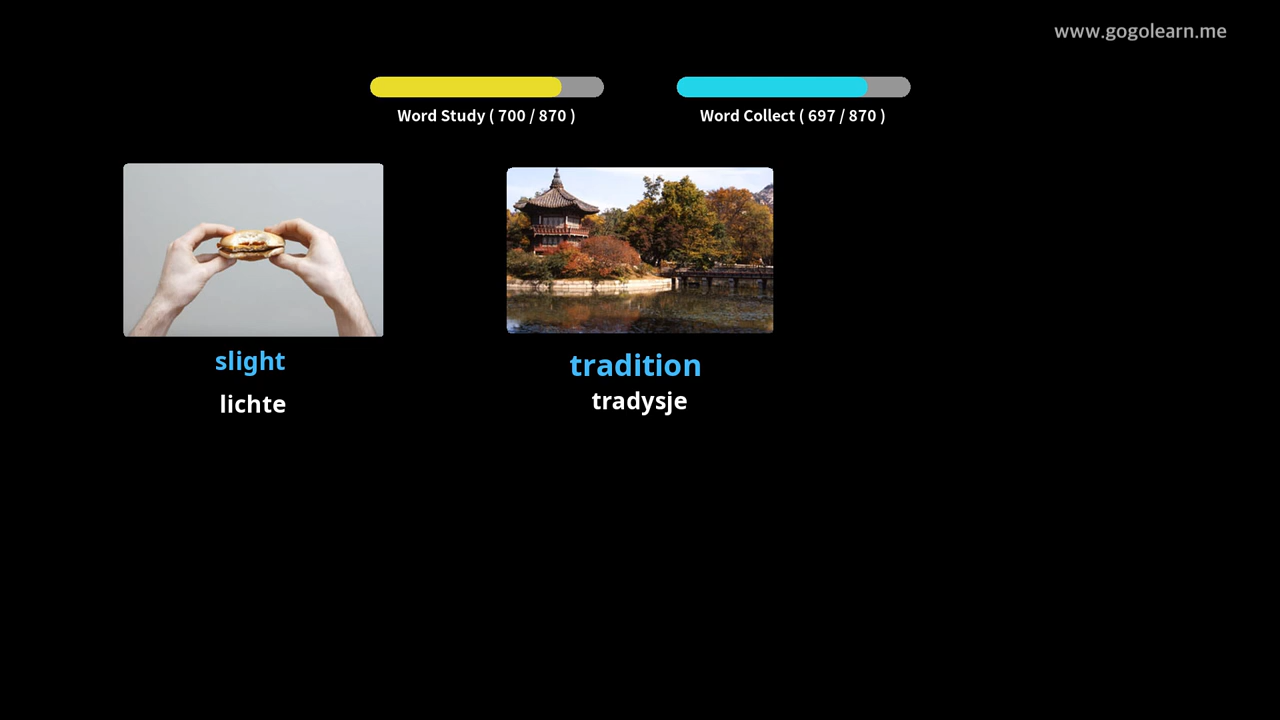 www.gogolearn.me
Word Study ( 700 / 870 )
Word Collect ( 697 / 870 )
slight
lichte
tradition
tradysje